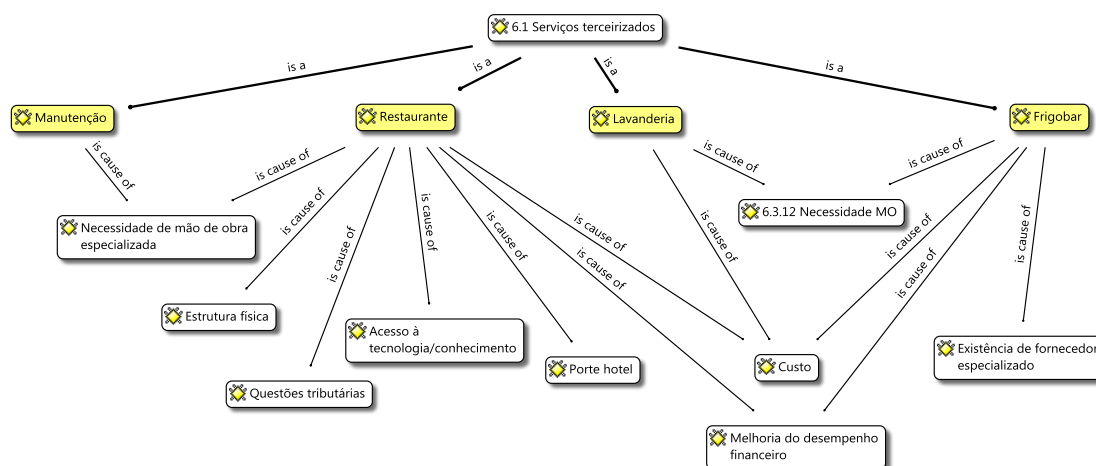 6.1 Serviços terceirizados
is a
is a
is a
is a
Manutenção
Restaurante
Lavanderia
Frigobar
is cause of
is cause of
is cause of
is cause of
is cause of
is cause of
is cause of
is cause of
is cause of
is cause of
is cause of
is cause of
is cause of
is cause of
Necessidade de mão de obra
especializada
6.3.12 Necessidade MO
Estrutura física
Acesso à
tecnologia/conhecimento
Existência de fornecedor
especializado
Porte hotel
Custo
Questões tributárias
Melhoria do desempenho
financeiro